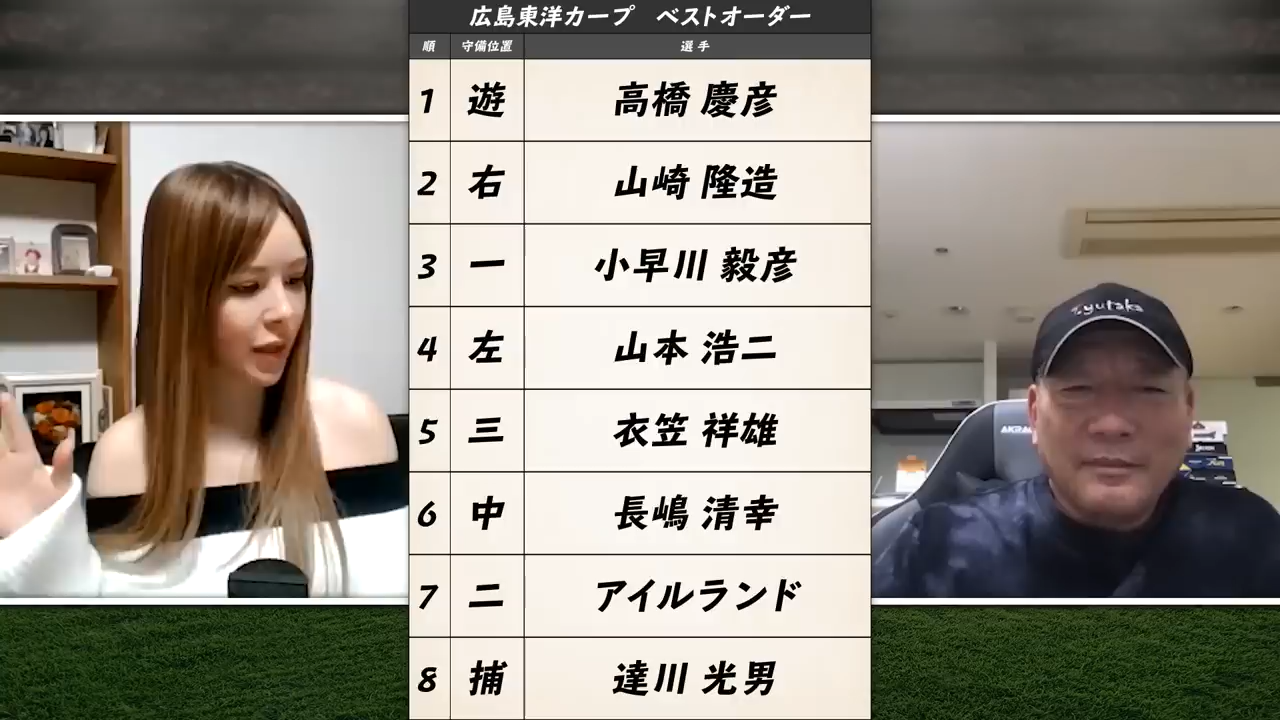 広島東洋カープ　ベストオーダー
順 守備位置 選手
1 遊 高橋 慶彦
2 右 山崎 隆造
3 一 小早川 毅彦
4 左 山本 浩二
5 三 衣笠 祥雄
6 中 長嶋 清幸
7 二 アイルランド
8 捕 達川 光男